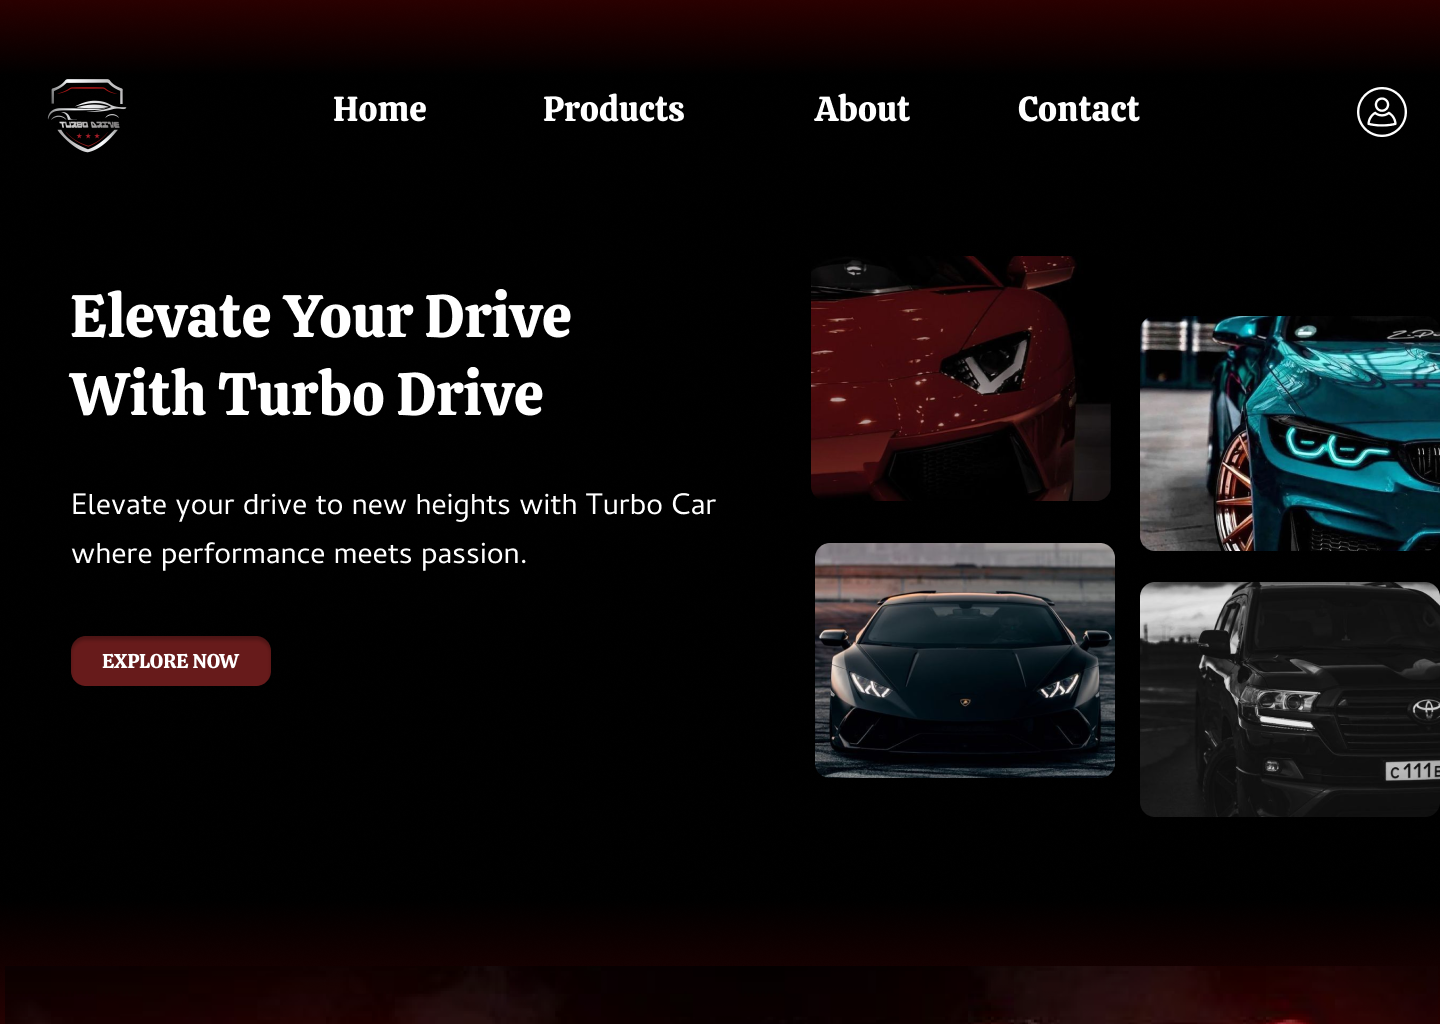 TURBO DRIVE
Home
Products
About
Contact
Elevate Your Drive
With Turbo Drive
Elevate your drive to new heights with Turbo Car
where performance meets passion.
EXPLORE NOW
C111